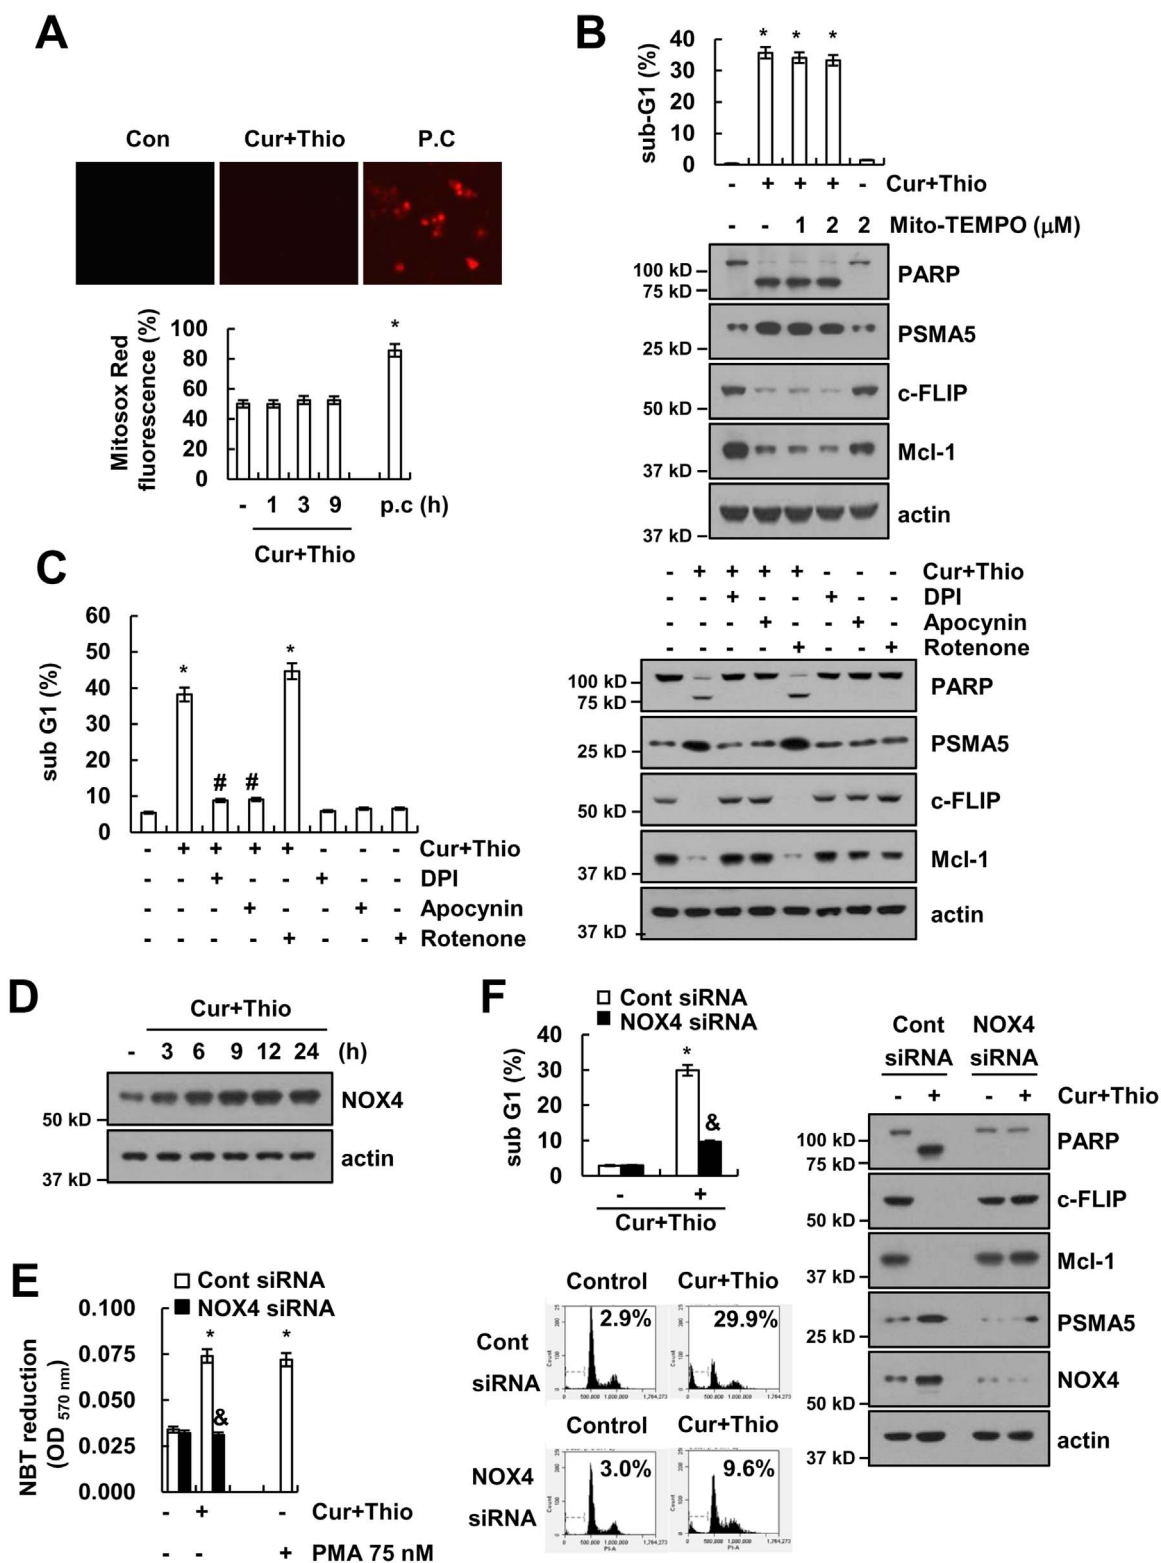 A
Con Cur+Thio P.C
Mitosox Red
fluorescence (%)
100
80
60
40
20
0
*
- 1 3 9 p.c (h)
Cur+Thio
B
sub-G1 (%)
40
30
20
10
0
* * *
- + + + - Cur+Thio
- - 1 2 2 Mito-TEMPO (μM)
100 kD
75 kD
PARP
PSMA5
25 kD
c-FLIP
50 kD
Mcl-1
37 kD
actin
37 kD
C
sub G1 (%)
60
50
40
30
20
10
0
* # # *
- + + + + - - - Cur+Thio
- - + - - + - - DPI
- - - + - - + - Apocynin
- - - - + - - + Rotenone
- + + + + - - - Cur+Thio
- - + - - + - - DPI
- - - + - - + - Apocynin
- - - - + - - + Rotenone
100 kD
75 kD
PARP
25 kD
PSMA5
c-FLIP
50 kD
Mcl-1
37 kD
actin
37 kD
D
Cur+Thio
- 3 6 9 12 24 (h)
NOX4
50 kD
actin
37 kD
E
Cont siRNA
NOX4 siRNA
NBT reduction
(OD 570 nm)
0.100
0.075
0.050
0.025
0.000
* & *
- + - Cur+Thio
- - + PMA 75 nM
F
Cont siRNA
NOX4 siRNA
sub G1 (%)
40
30
20
10
0
* &
- +
Cur+Thio
Control Cur+Thio
Cont
siRNA
2.9% 29.9%
Control Cur+Thio
NOX4
siRNA
3.0% 9.6%
Cont NOX4
siRNA siRNA
- + - + Cur+Thio
100 kD
75 kD
PARP
c-FLIP
50 kD
Mcl-1
37 kD
PSMA5
25 kD
NOX4
50 kD
actin
37 kD